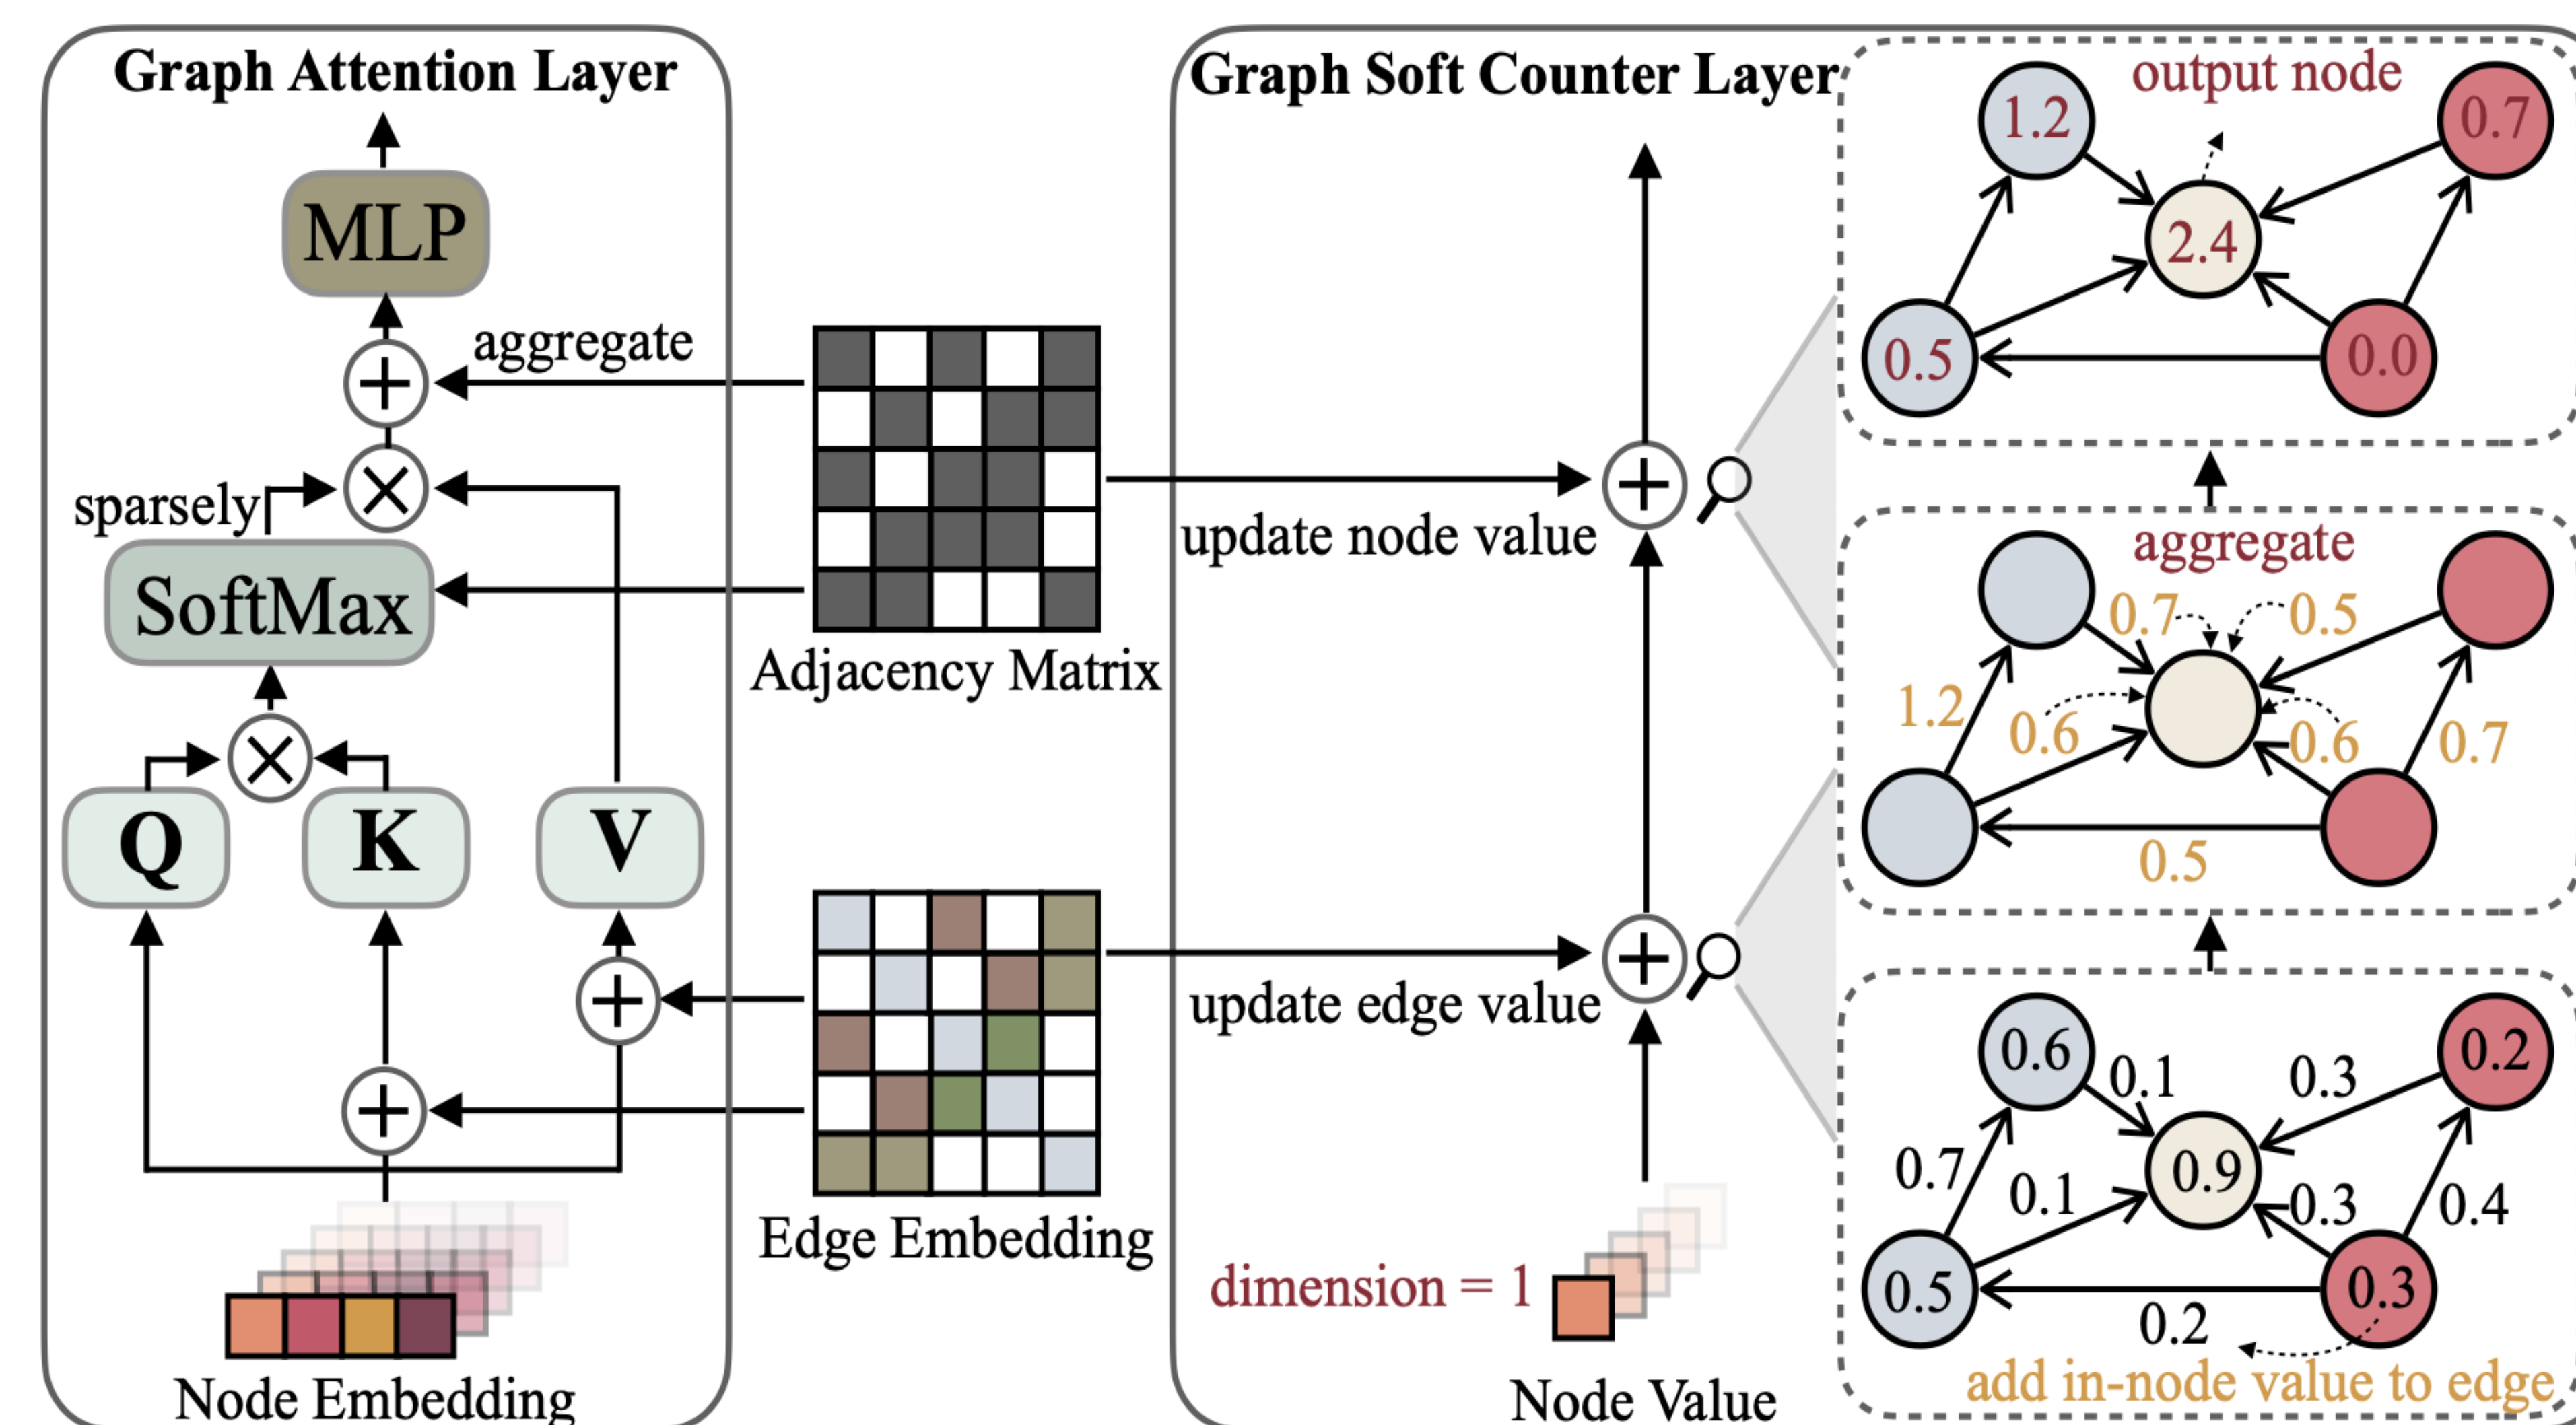 Graph Attention Layer
MLP
aggregate
sparsely
SoftMax
Q
K
V
Node Embedding
Adjacency Matrix
Edge Embedding
Graph Soft Counter Layer
update node value
update edge value
dimension = 1
Node Value
output node
1.2
0.7
2.4
0.5
0.0
aggregate
0.7
0.5
1.2
0.6
0.6
0.7
0.5
0.6
0.2
0.1
0.3
0.7
0.9
0.1
0.3
0.4
0.5
0.3
0.2
add in-node value to edge